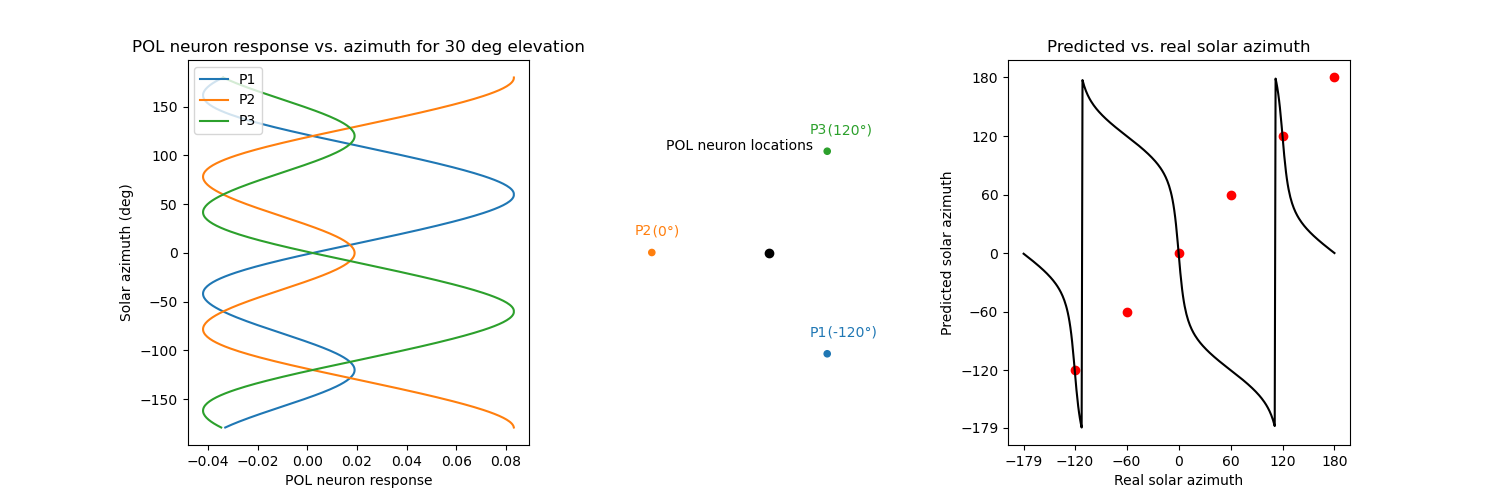 POL neuron response vs. azimuth for 30 deg elevation
P1
P2
P3
Solar azimuth (deg)
150
100
50
0
−50
−100
−150
−0.04
−0.02
0.00
0.02
0.04
0.06
0.08
POL neuron response
P3(120°)
POL neuron locations
P2(0°)
P1(-120°)
Predicted vs. real solar azimuth
Predicted solar azimuth
180
120
60
0
−60
−120
−179
−179
−120
−60
0
60
120
180
Real solar azimuth